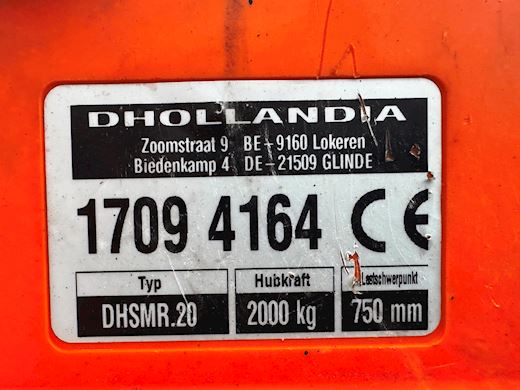 DHOLLANDIA
Zoomstraat 9 BE-9160 Lokeren
Biedenkamp 4 DE-21509 GLINDE
1709 4164 CE
Typ Hubkraft Lastschwerpunkt
DHSMR.20 2000 kg 750 mm